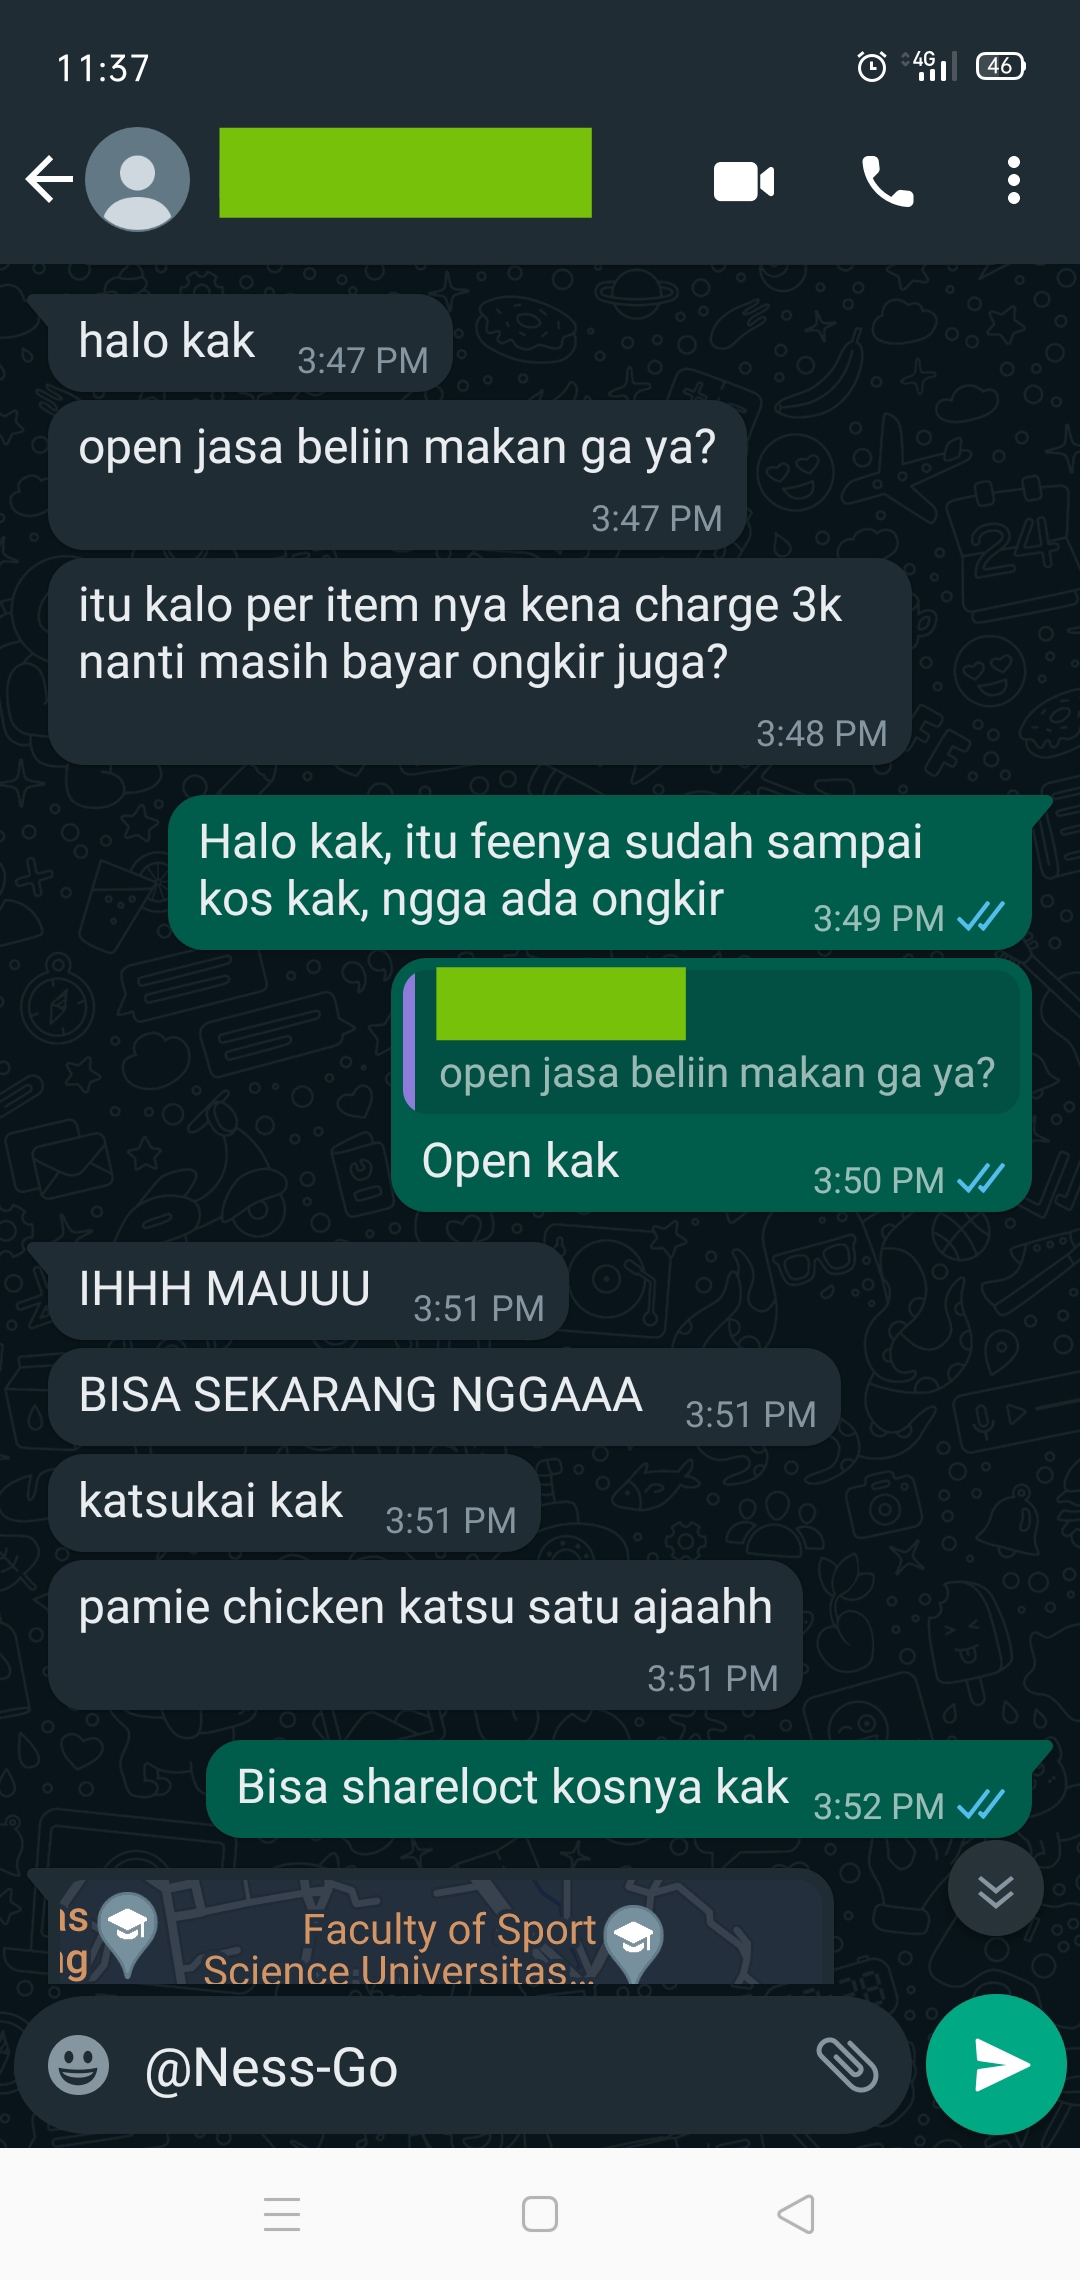 11:37
4G
46
halo kak
3:47 PM
open jasa beliin makan ga ya?
3:47 PM
itu kalo per item nya kena charge 3k
nanti masih bayar ongkir juga?
3:48 PM
Halo kak, itu feenya sudah sampai
kos kak, ngga ada ongkir
3:49 PM
open jasa beliin makan ga ya?
Open kak
3:50 PM
IHHH MAUUU
3:51 PM
BISA SEKARANG NGGAAA
3:51 PM
katsukai kak
3:51 PM
pamie chicken katsu satu ajaahh
3:51 PM
Bisa shareloct kosnya kak
3:52 PM
Faculty of Sport
Science Universitas...
@Ness-Go